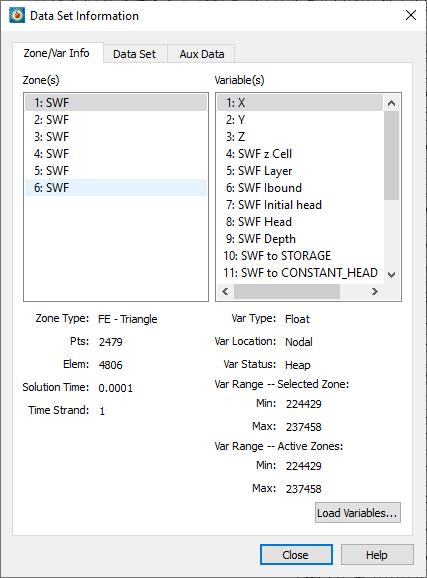 Data Set Information
Zone/Var Info
Data Set
Aux Data
Zone(s)
1: SWF
2: SWF
3: SWF
4: SWF
5: SWF
6: SWF
Variable(s)
1: X
2: Y
3: Z
4: SWF z Cell
5: SWF Layer
6: SWF Ibound
7: SWF Initial head
8: SWF Head
9: SWF Depth
10: SWF to STORAGE
11: SWF to CONSTANT_HEAD
Zone Type: FE - Triangle
Pts: 2479
Elem: 4806
Solution Time: 0.0001
Time Strand: 1
Var Type: Float
Var Location: Nodal
Var Status: Heap
Var Range -- Selected Zone:
Min: 224429
Max: 237458
Var Range -- Active Zones:
Min: 224429
Max: 237458
Load Variables...
Close
Help